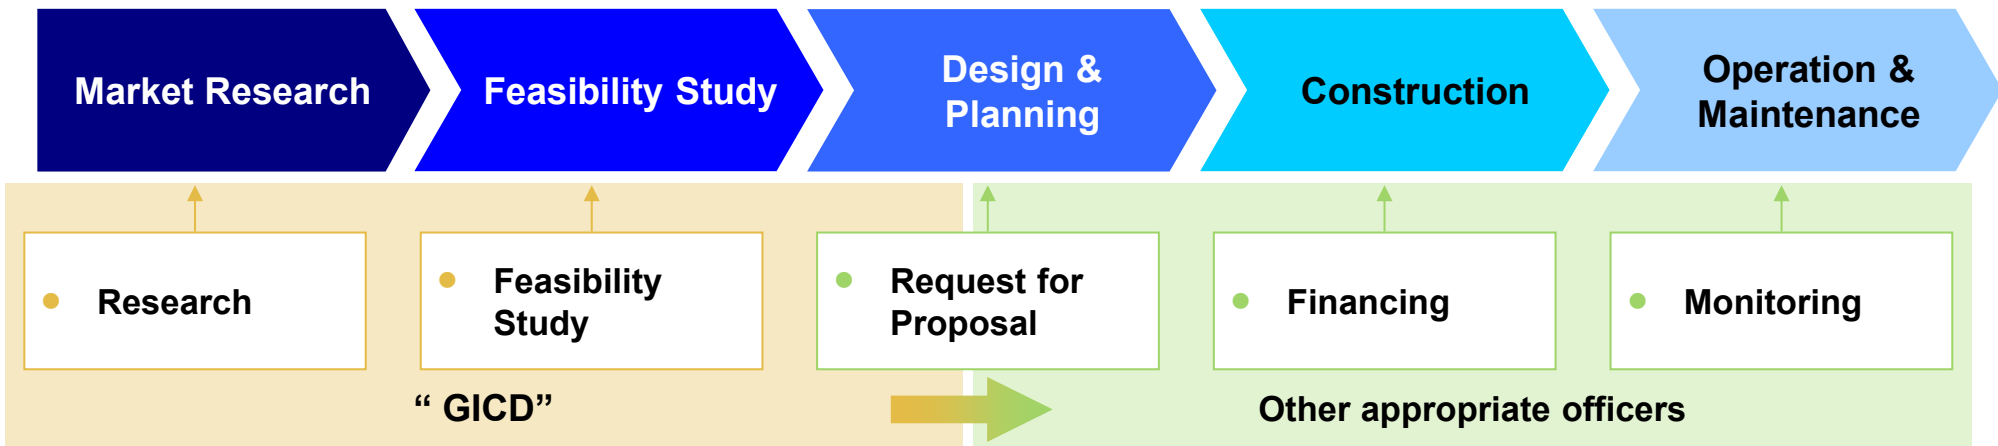 Market Research
Feasibility Study
Design &
Planning
Construction
Operation &
Maintenance
Research
Feasibility
Study
Request for
Proposal
Financing
Monitoring
“ GICD”
Other appropriate officers